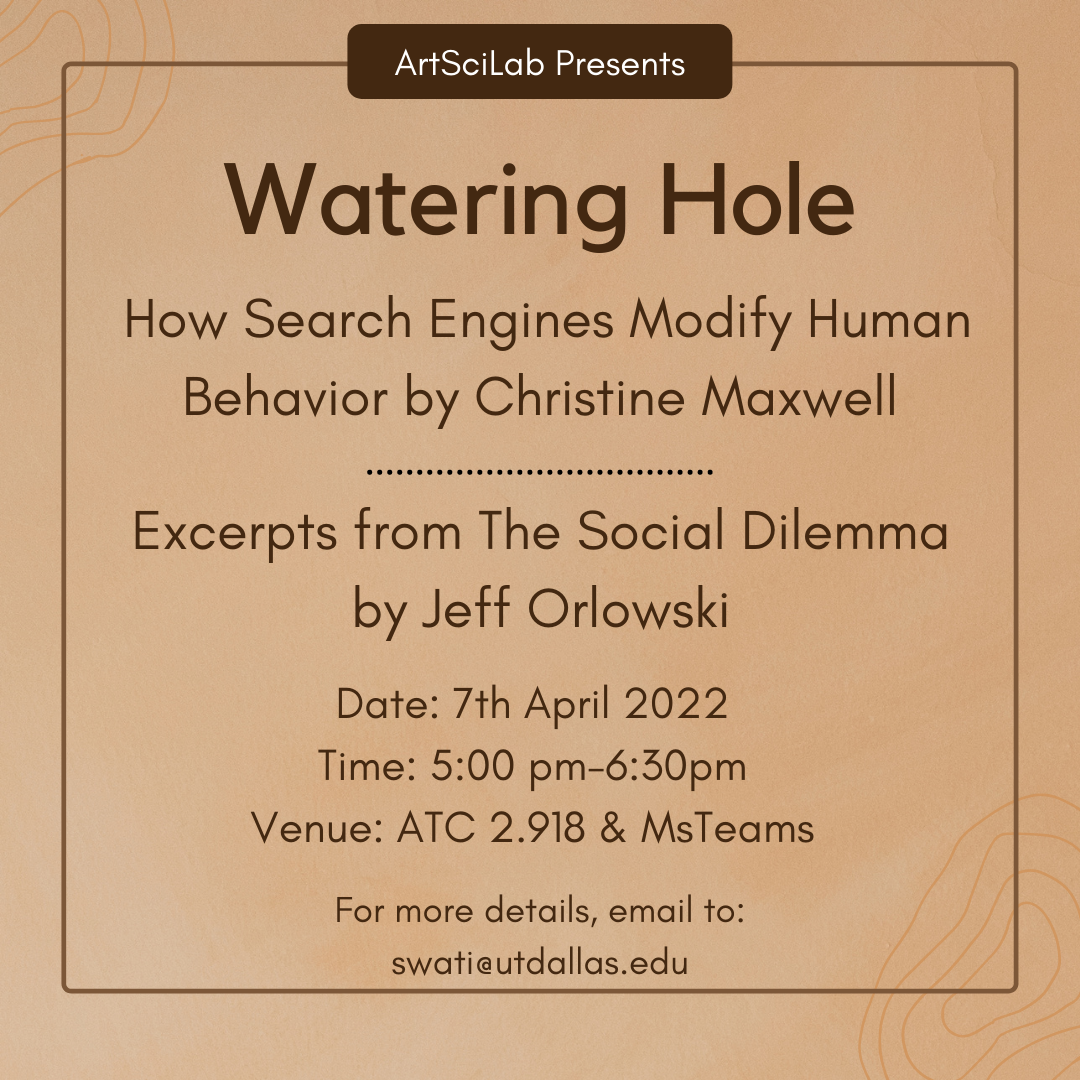 ArtSciLab Presents
Watering Hole
How Search Engines Modify Human
Behavior by Christine Maxwell
Excerpts from The Social Dilemma
by Jeff Orlowski
Date: 7th April 2022
Time: 5:00 pm-6:30pm
Venue: ATC 2.918 & MsTeams
For more details, email to:
swati@utdallas.edu